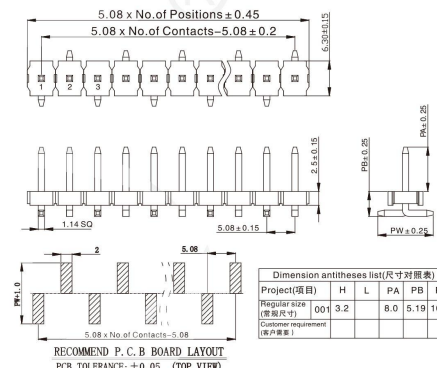 5.08 x No.of Positions±0.45
5.08 x No.of Contacts–5.08±0.2
6.30±0.15
1 2 3
2.5±0.15
PB±0.25
PA±0.25
1.14 SQ
5.08±0.15
PW±0.25
2
5.08
PW+1.0
5.08 x No.of Contacts-5.08
RECOMMEND P.C.B BOARD LAYOUT
PCB TOLERANCE: ±0.05 (TOP VIEW)
Dimension antitheses list(尺寸对照表)
Project(项目) H L PA PB
Regular size (常规尺寸) 001 3.2 8.0 5.19
Customer requirement (客户需要)